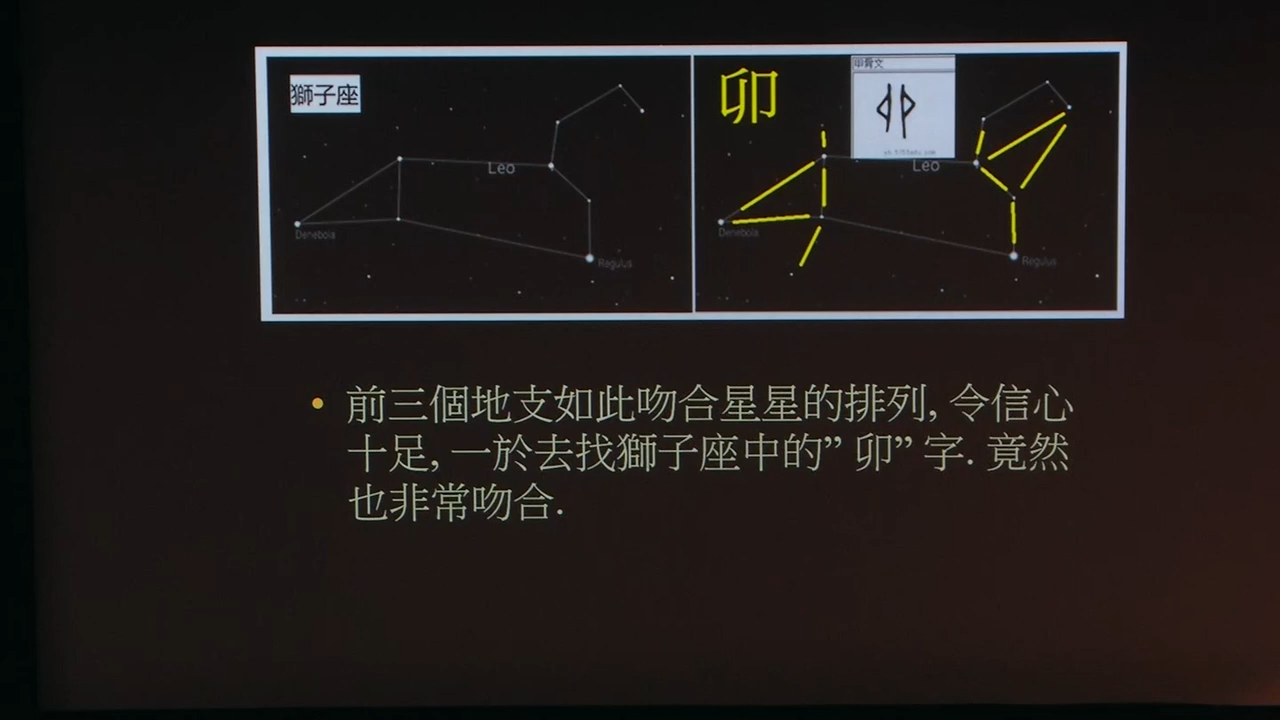 獅子座
Leo
Denebola
Regulus
卯
甲骨文
Leo
Denebola
Regulus
• 前三個地支如此吻合星星的排列, 令信心
十足, 一於去找獅子座中的” 卯” 字. 竟然
也非常吻合.